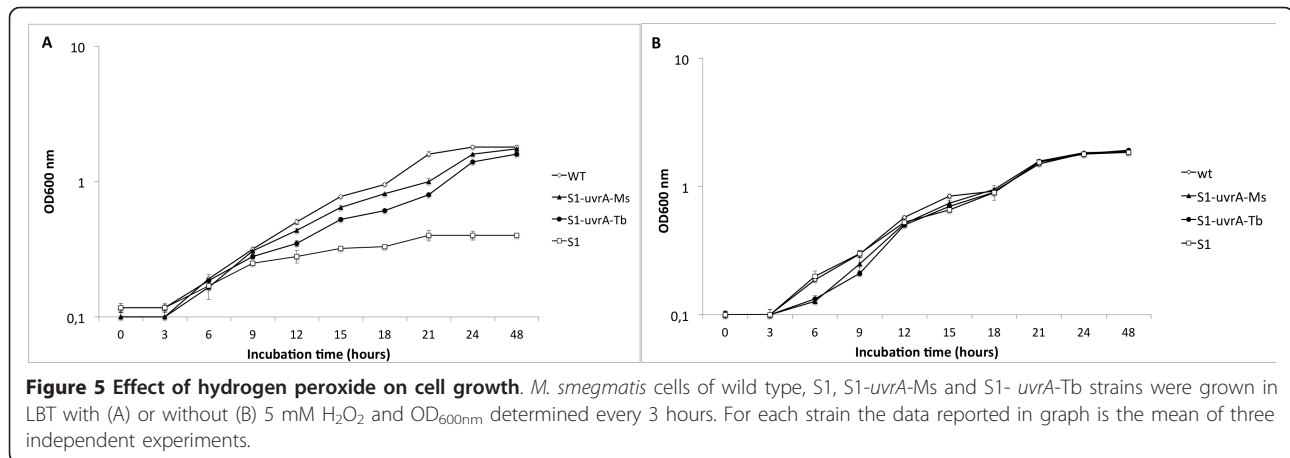 A
10
1
0,1
OD600 nm
0 3 6 9 12 15 18 21 24 48
Incubation time (hours)
WT
S1-uvrA-Ms
S1-uvrA-Tb
S1
B
10
1
0,1
OD600 nm
0 3 6 9 12 15 18 21 24 48
Incubation time (hours)
wt
S1-uvrA-Ms
S1-uvrA-Tb
S1
Figure 5 Effect of hydrogen peroxide on cell growth. M. smegmatis cells of wild type, S1, S1-uvrA-Ms and S1- uvrA-Tb strains were grown in
LBT with (A) or without (B) 5 mM H₂O₂ and OD₆₀₀ₙₘ determined every 3 hours. For each strain the data reported in graph is the mean of three
independent experiments.